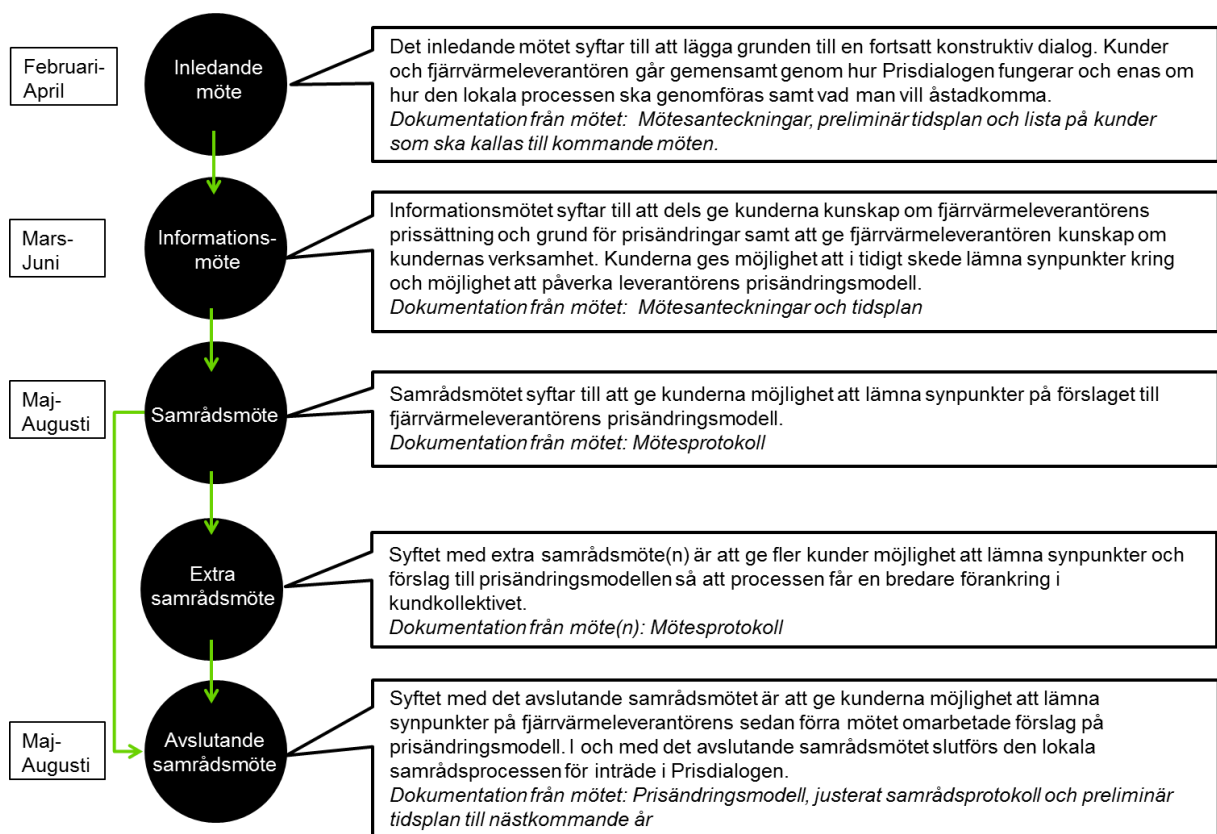 Februari-
April
Inledande
möte
Det inledande mötet syftar till att lägga grunden till en fortsatt konstruktiv dialog. Kunder
och fjärrvärmeleverantören går gemensamt genom hur Prisdialogen fungerar och enas om
hur den lokala processen ska genomföras samt vad man vill åstadkomma.
Dokumentation från mötet: Mötesanteckningar, preliminär tidsplan och lista på kunder
som ska kallas till kommande möten.
Mars-
Juni
Informations-
möte
Informationsmötet syftar till att dels ge kunderna kunskap om fjärrvärmeleverantörens
prissättning och grund för prisändringar samt att ge fjärrvärmeleverantören kunskap om
kundernas verksamhet. Kunderna ges möjlighet att i tidigt skede lämna synpunkter kring
och möjlighet att påverka leverantörens prisändringsmodell.
Dokumentation från mötet: Mötesanteckningar och tidsplan
Maj-
Augusti
Samrådsmöte
Samrådsmötet syftar till att ge kunderna möjlighet att lämna synpunkter på förslaget till
fjärrvärmeleverantörens prisändringsmodell.
Dokumentation från mötet: Mötesprotokoll
Extra
samrådsmöte
Syftet med extra samrådsmöte(n) är att ge fler kunder möjlighet att lämna synpunkter och
förslag till prisändringsmodellen så att processen får en bredare förankring i
kundkollektivet.
Dokumentation från möte(n): Mötesprotokoll
Maj-
Augusti
Avslutande
samrådsmöte
Syftet med det avslutande samrådsmötet är att ge kunderna möjlighet att lämna
synpunkter på fjärrvärmeleverantörens sedan förra mötet omarbetade förslag på
prisändringsmodell. I och med det avslutande samrådsmötet slutförs den lokala
samrådsprocessen för inträde i Prisdialogen.
Dokumentation från mötet: Prisändringsmodell, justerat samrådsprotokoll och preliminär
tidsplan till nästkommande år